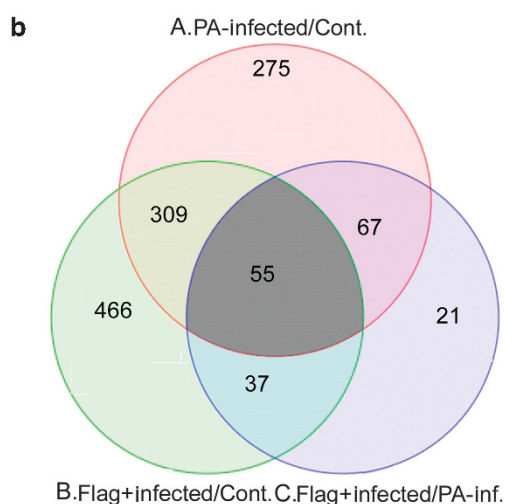 b
A.PA-infected/Cont.
275
309
67
55
466
21
37
B.Flag+infected/Cont. C.Flag+infected/PA-inf.